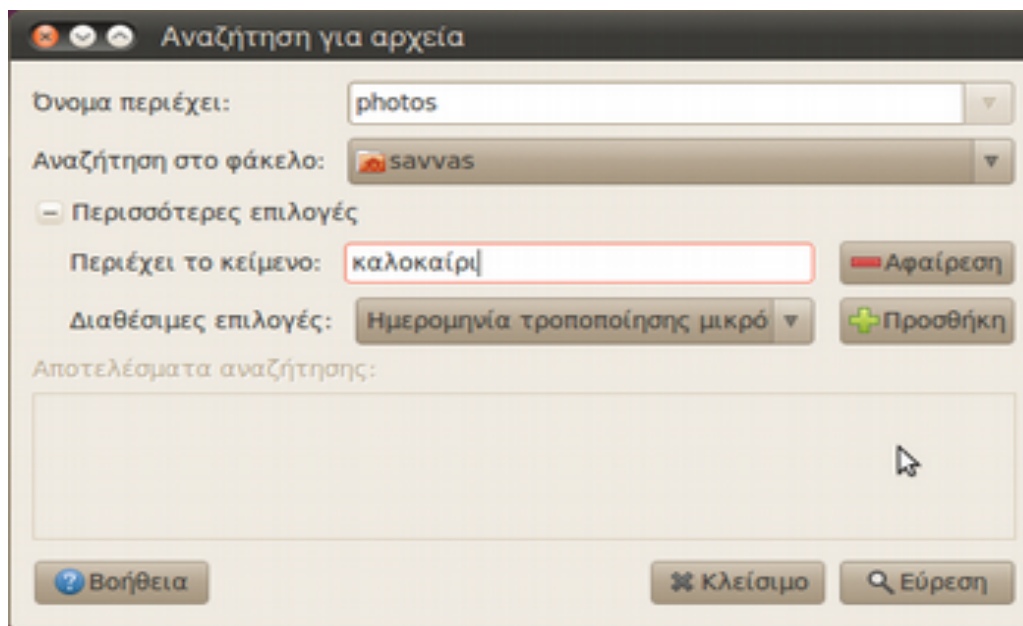 Αναζήτηση για αρχεία
Όνομα περιέχει: photos
Αναζήτηση στο φάκελο: savvas
Περισσότερες επιλογές
Περιέχει το κείμενο: καλοκαίρι Αφαίρεση
Διαθέσιμες επιλογές: Ημερομηνία τροποποίησης μικρό Προσθήκη
Αποτελέσματα αναζήτησης:
Βοήθεια Κλείσιμο Εύρεση